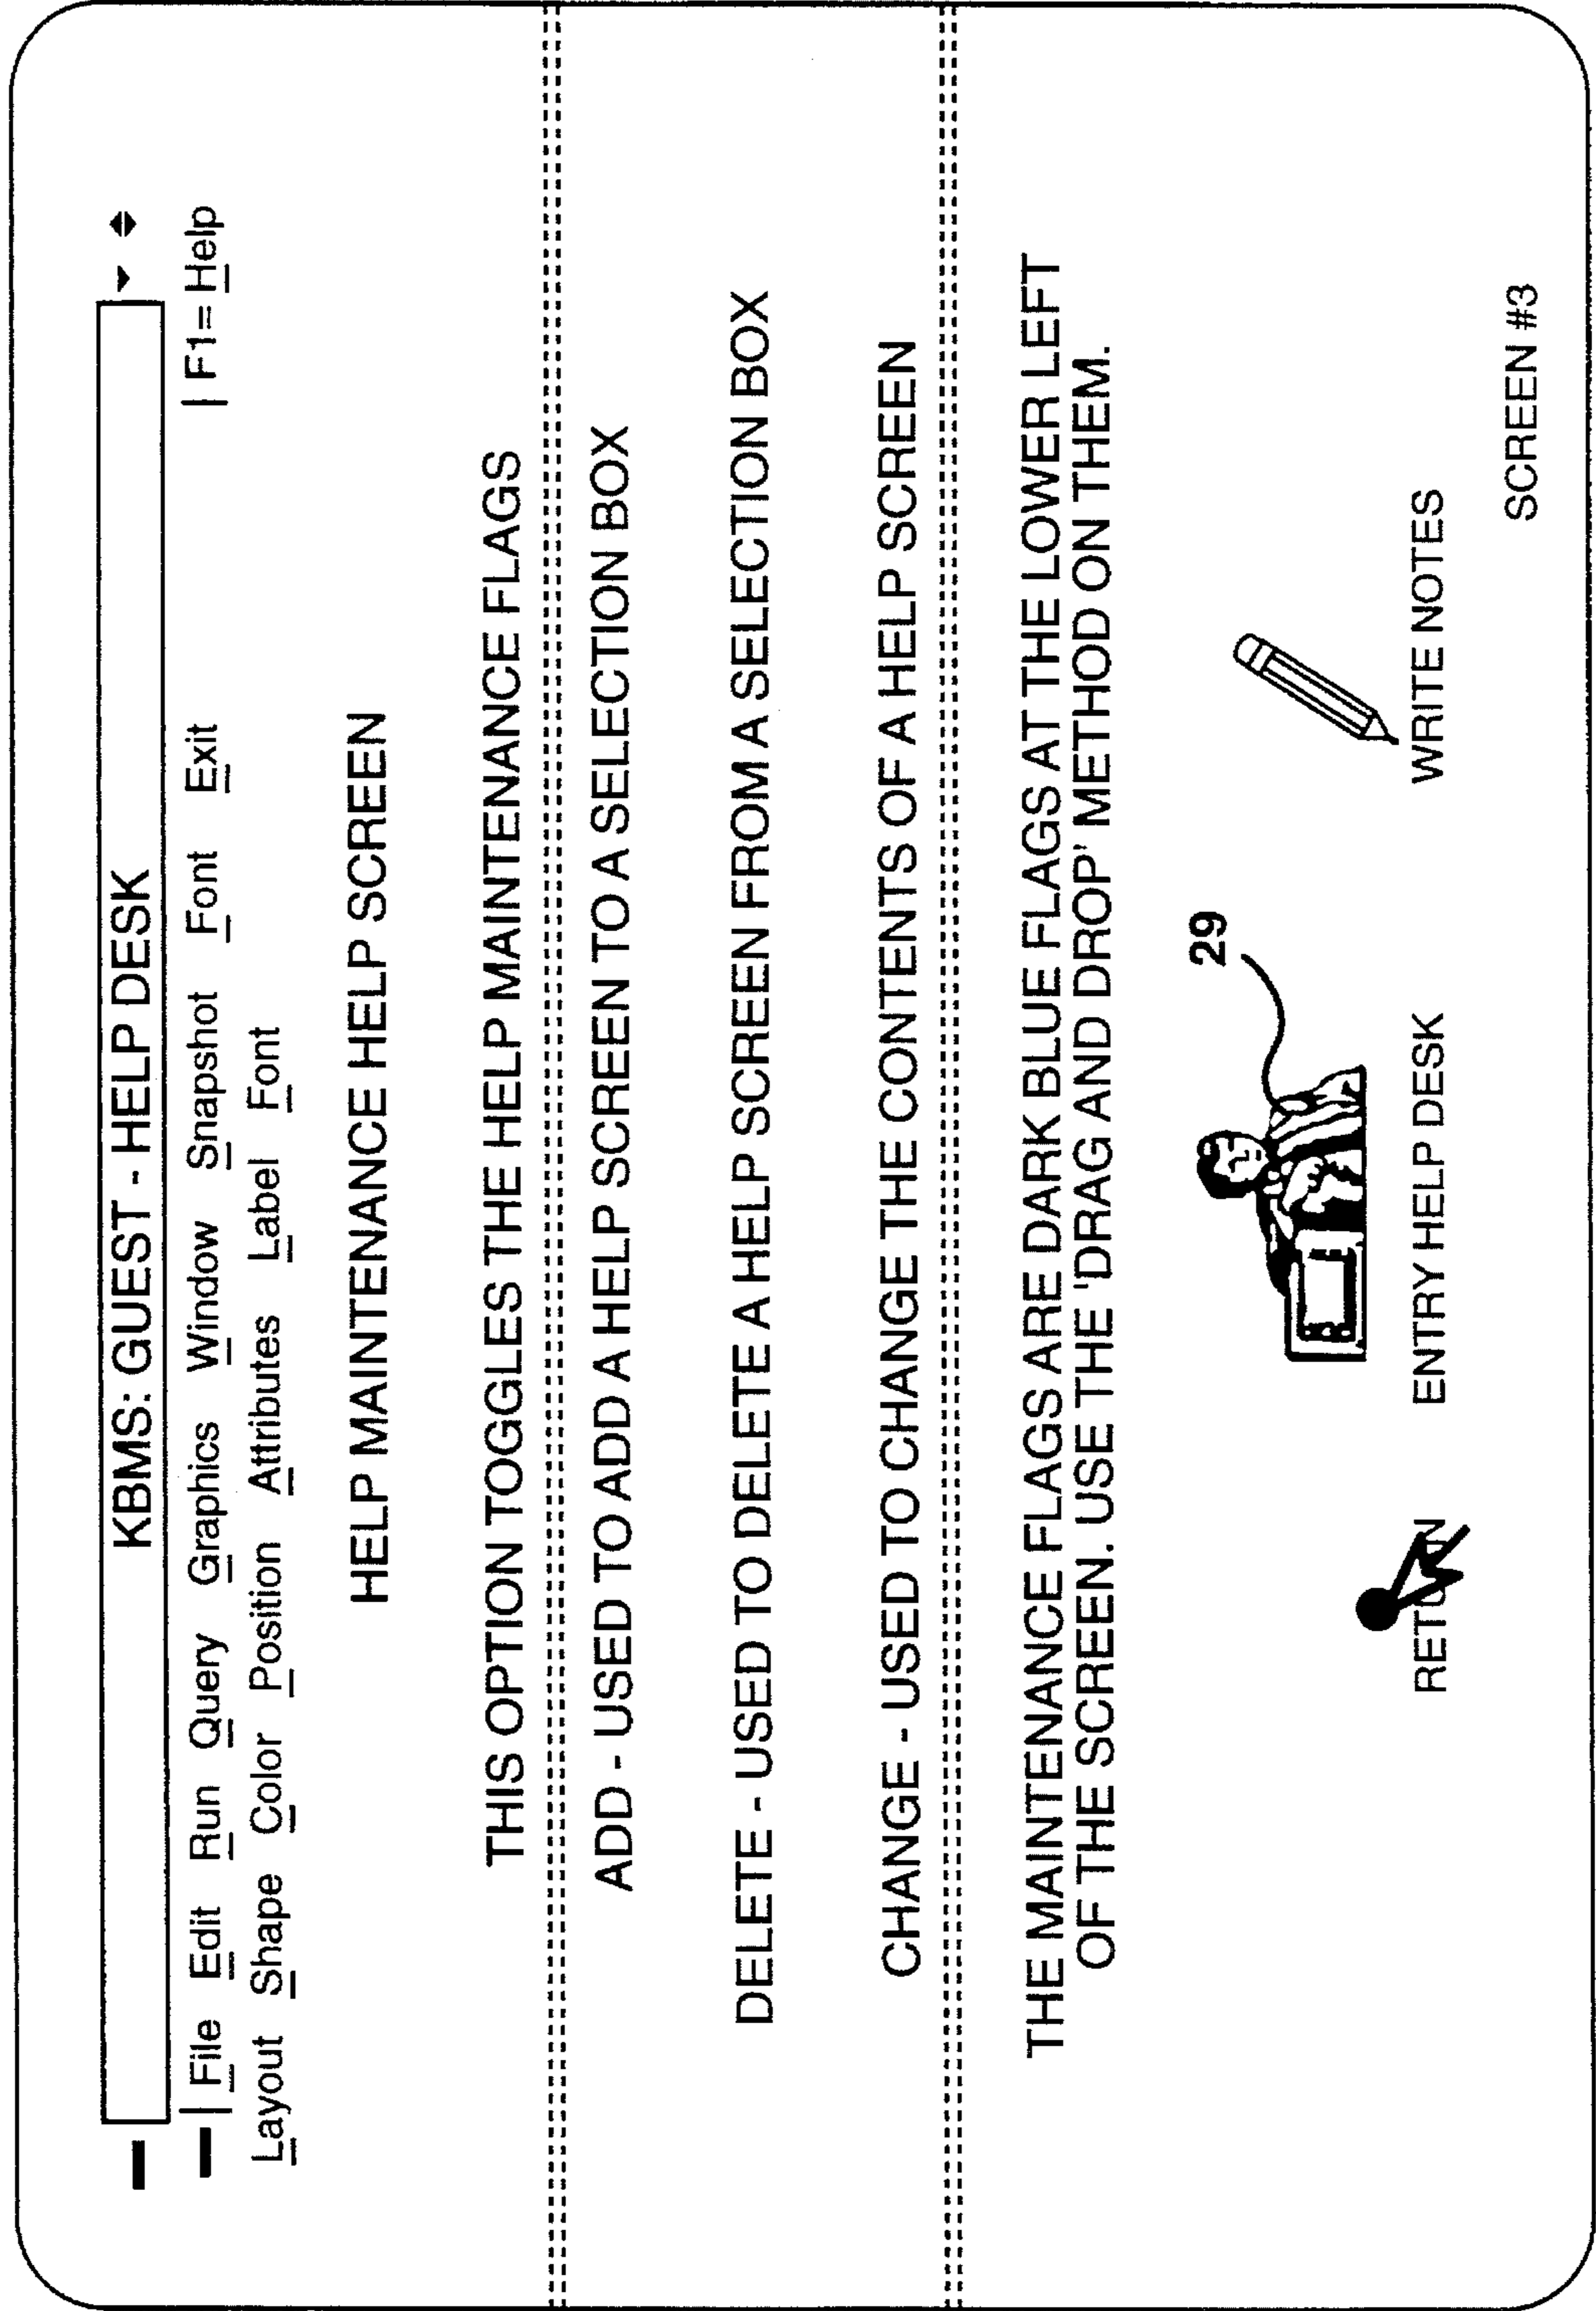 KBMS: GUEST - HELP DESK
File Edit Run Query Graphics Window Snapshot Font Exit | F1=Help
Layout Shape Color Position Attributes Label Font
HELP MAINTENANCE HELP SCREEN
THIS OPTION TOGGLES THE HELP MAINTENANCE FLAGS
ADD - USED TO ADD A HELP SCREEN TO A SELECTION BOX
DELETE - USED TO DELETE A HELP SCREEN FROM A SELECTION BOX
CHANGE - USED TO CHANGE THE CONTENTS OF A HELP SCREEN
THE MAINTENANCE FLAGS ARE DARK BLUE FLAGS AT THE LOWER LEFT
OF THE SCREEN. USE THE 'DRAG AND DROP' METHOD ON THEM.
29
RETURN ENTRY HELP DESK WRITE NOTES
SCREEN #3